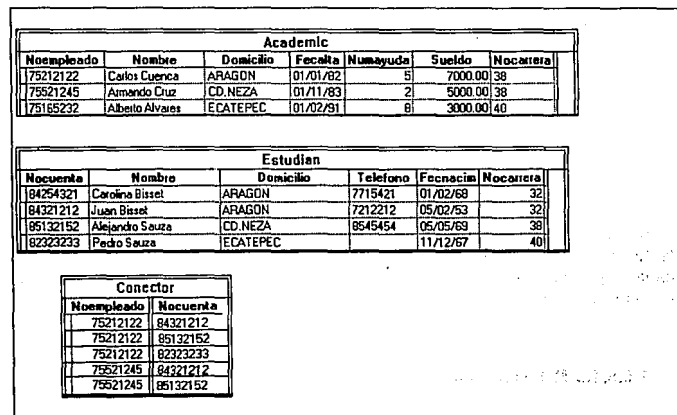 Academic
Noempleado Nombre Domicilio Fecalta Numayuda Sueldo Nocarrera
75212122 Carlos Cuenca ARAGON 01/01/82 5 7000.00 38
75521245 Armando Cruz CD.NEZA 01/11/83 2 5000.00 38
75165232 Alberto Alvares ECATEPEC 01/02/91 8 3000.00 40
Estudian
Nocuenta Nombre Domicilio Telefono Fecnacim Nocarrera
84254321 Carolina Bisset ARAGON 7715421 01/02/68 32
84321212 Juan Bisset ARAGON 7212212 05/02/53 32
85132152 Alejandro Sauza CD.NEZA 8545454 05/05/69 38
82323233 Pedro Sauza ECATEPEC 11/12/67 40
Conector
Noempleado Nocuenta
75212122 84321212
75212122 85132152
75212122 82323233
75521245 84321212
75521245 85132152